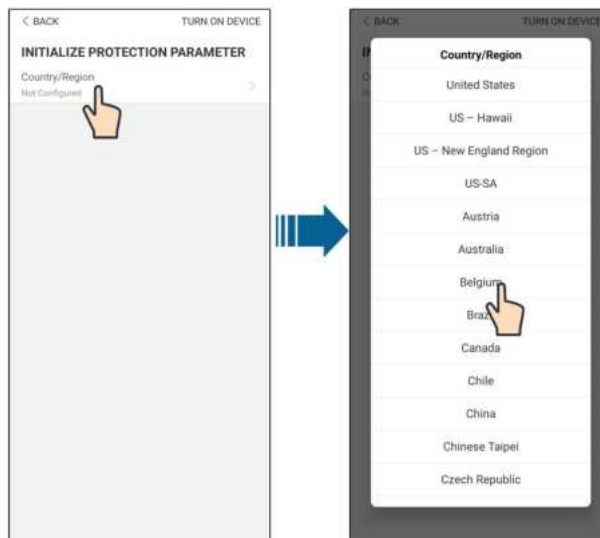 < BACK TURN ON DEVICE
INITIALIZE PROTECTION PARAMETER
Country/Region
Not Configured
< BACK TURN ON DEVICE
Country/Region
United States
US – Hawaii
US – New England Region
US-SA
Austria
Australia
Belgium
Canada
Chile
China
Chinese Taipei
Czech Republic